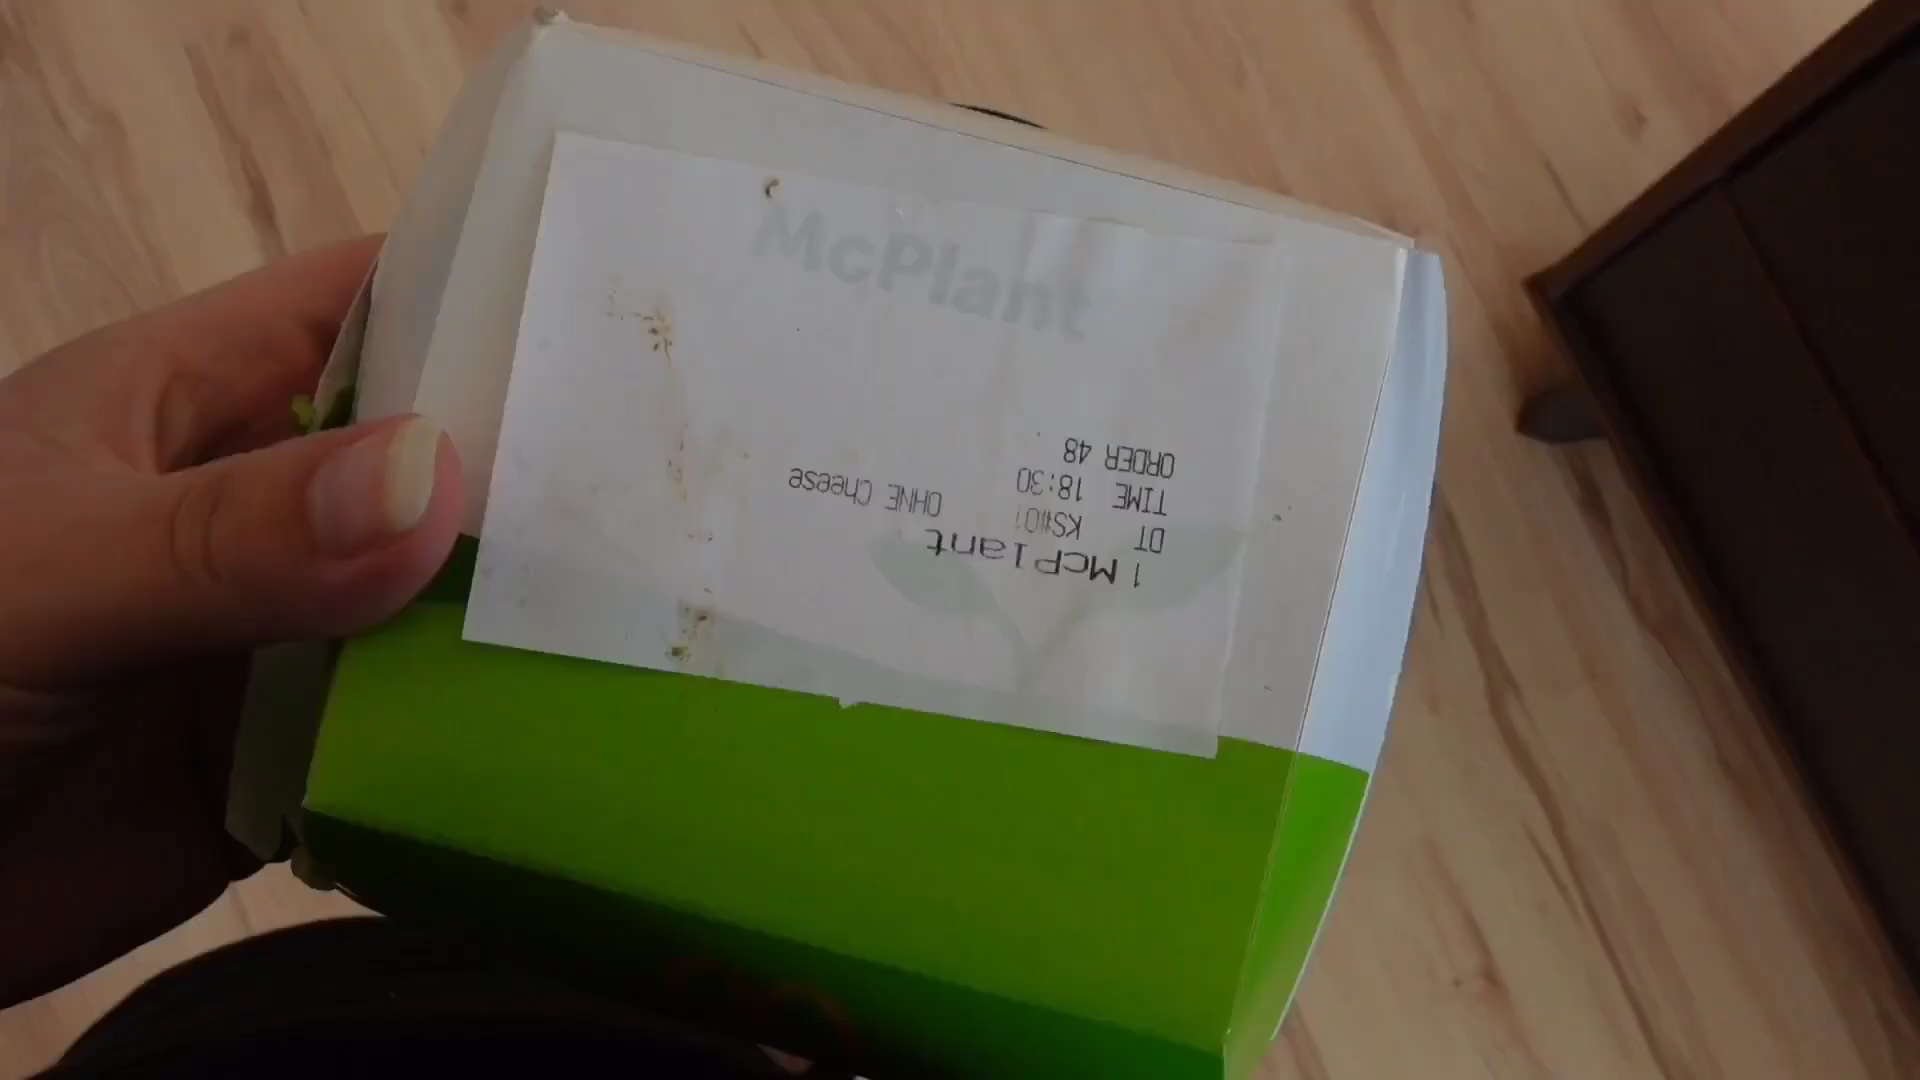 McPlant
1 McPlant
OHNE Cheese
DT KS#01
TIME 18:30
ORDER 48